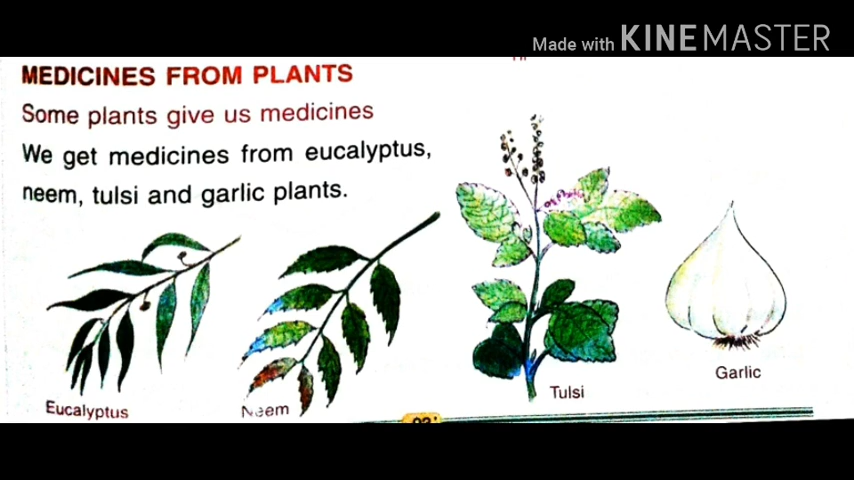 Made with KINEMASTER
MEDICINES FROM PLANTS
Some plants give us medicines
We get medicines from eucalyptus,
neem, tulsi and garlic plants.
Eucalyptus
Neem
Tulsi
Garlic